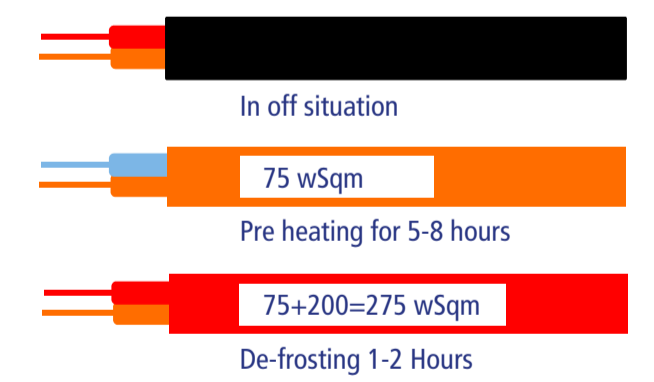 In off situation
75 wSqm
Pre heating for 5-8 hours
75+200=275 wSqm
De-frosting 1-2 Hours